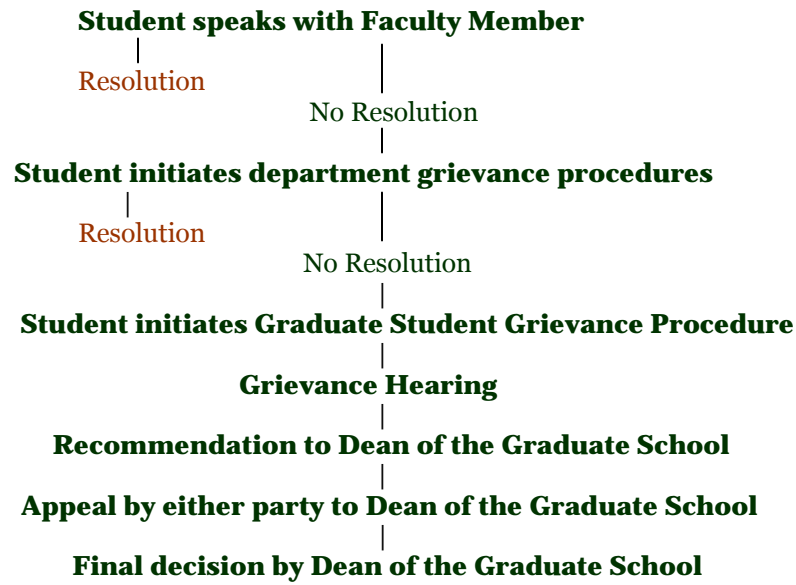 Student speaks with Faculty Member
Resolution
No Resolution
Student initiates department grievance procedures
Resolution
No Resolution
Student initiates Graduate Student Grievance Procedure
Grievance Hearing
Recommendation to Dean of the Graduate School
Appeal by either party to Dean of the Graduate School
Final decision by Dean of the Graduate School